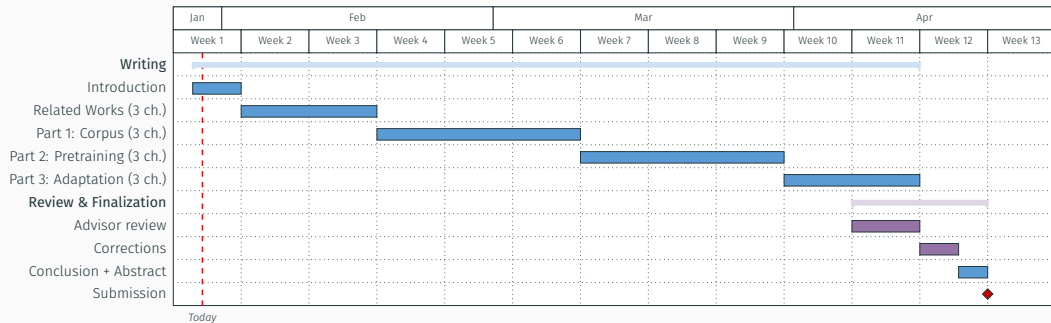 Jan Feb Mar Apr
Week 1 Week 2 Week 3 Week 4 Week 5 Week 6 Week 7 Week 8 Week 9 Week 10 Week 11 Week 12 Week 13
Writing
Introduction
Related Works (3 ch.)
Part 1: Corpus (3 ch.)
Part 2: Pretraining (3 ch.)
Part 3: Adaptation (3 ch.)
Review & Finalization
Advisor review
Corrections
Conclusion + Abstract
Submission
Today